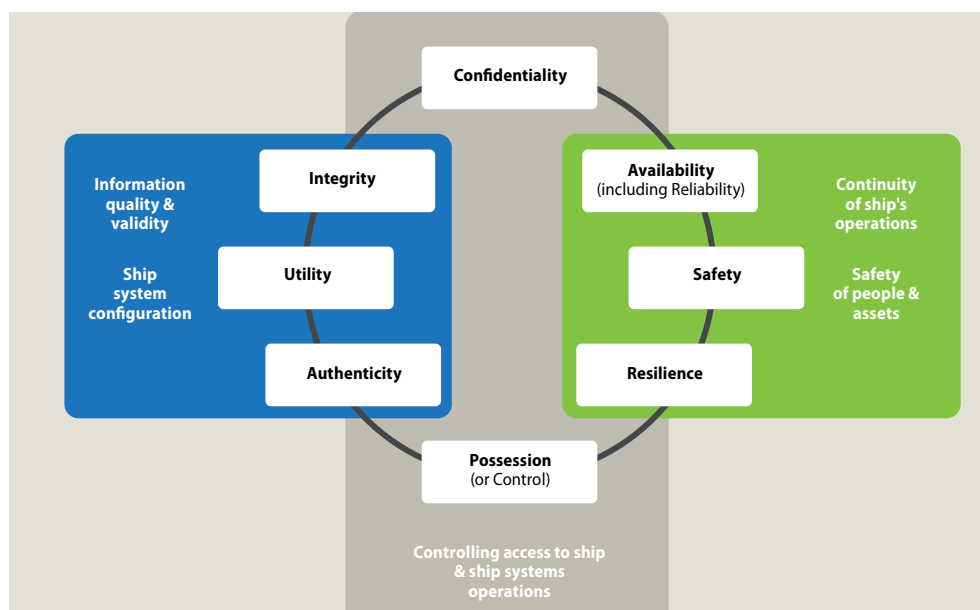 Confidentiality
Information
quality &
validity
Ship
system
configuration
Integrity
Utility
Authenticity
Availability
(including Reliability)
Safety
Resilience
Continuity
of ship's
operations
Safety
of people &
assets
Possession
(or Control)
Controlling access to ship
& ship systems
operations